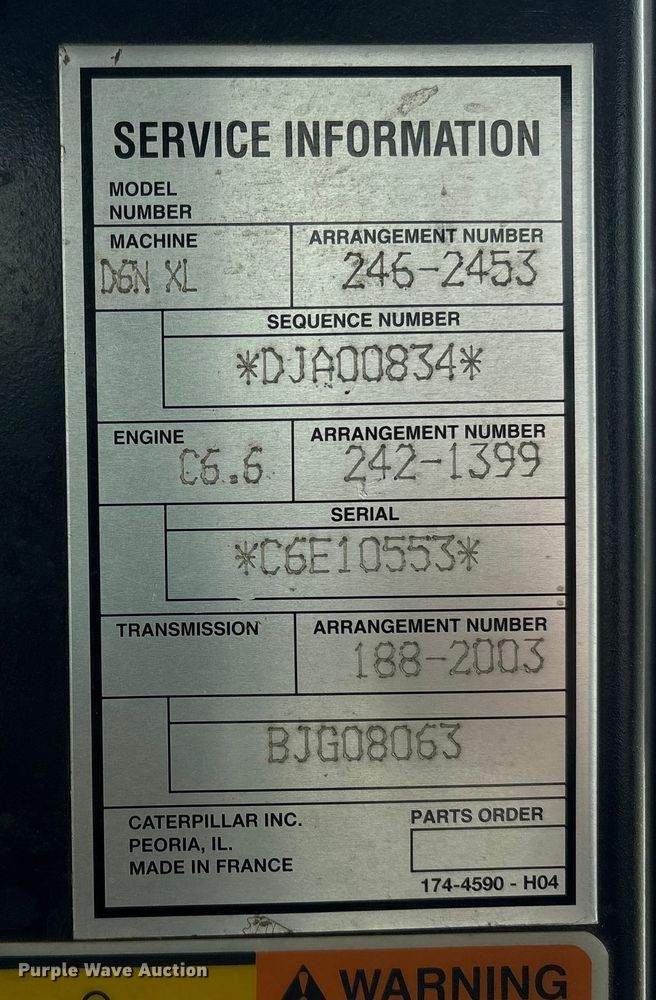 SERVICE INFORMATION
MODEL
NUMBER
MACHINE
D6N XL
ARRANGEMENT NUMBER
246-2453
SEQUENCE NUMBER
*DJA00834*
ENGINE
C6.6
ARRANGEMENT NUMBER
242-1399
SERIAL
*C6E10553*
TRANSMISSION
ARRANGEMENT NUMBER
188-2003
BJG08063
CATERPILLAR INC.
PEORIA, IL.
MADE IN FRANCE
PARTS ORDER
174-4590 - H04
Purple Wave Auction
WARNING